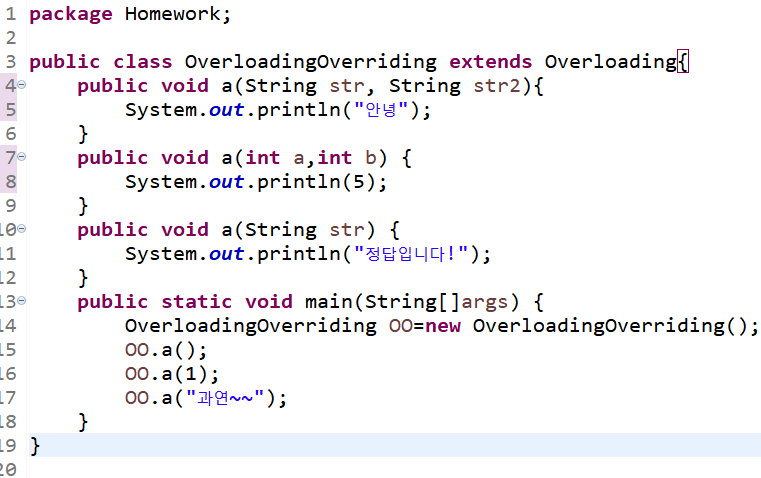 1 package Homework;
2
3 public class OverloadingOverriding extends Overloading{
4 public void a(String str, String str2){
5 System.out.println("안녕");
6 }
7 public void a(int a,int b) {
8 System.out.println(5);
9 }
10 public void a(String str) {
11 System.out.println("정답입니다!");
12 }
13 public static void main(String[]args) {
14 OverloadingOverriding OO=new OverloadingOverriding();
15 OO.a();
16 OO.a(1);
17 OO.a("과연~~");
18 }
19 }
20